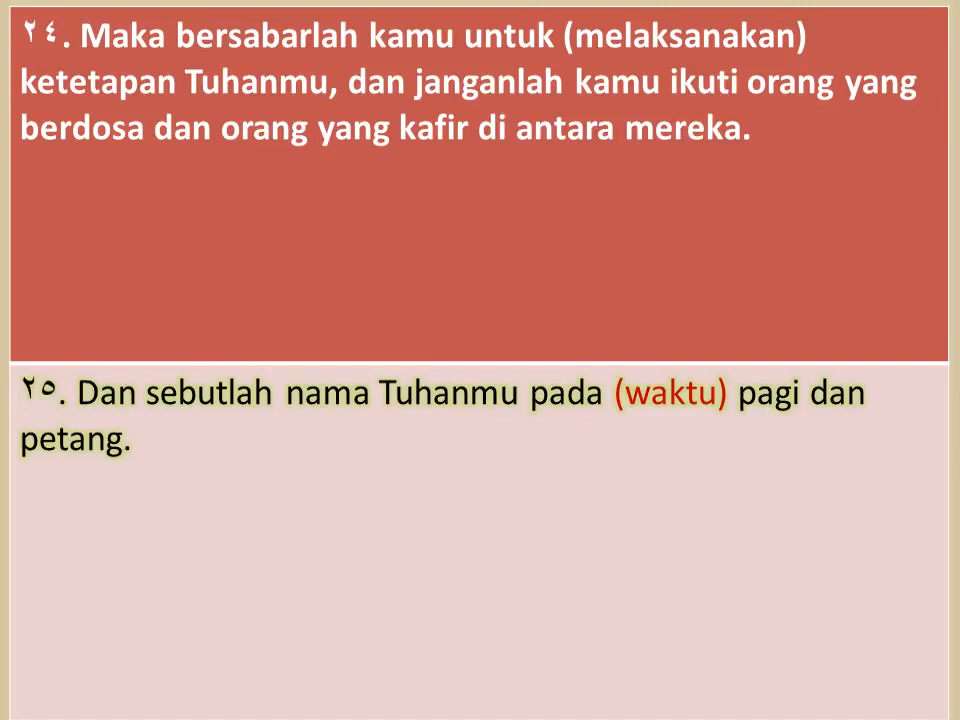 ٢٤. Maka bersabarlah kamu untuk (melaksanakan)
ketetapan Tuhanmu, dan janganlah kamu ikuti orang yang
berdosa dan orang yang kafir di antara mereka.
٢٥. Dan sebutlah nama Tuhanmu pada (waktu) pagi dan
petang.